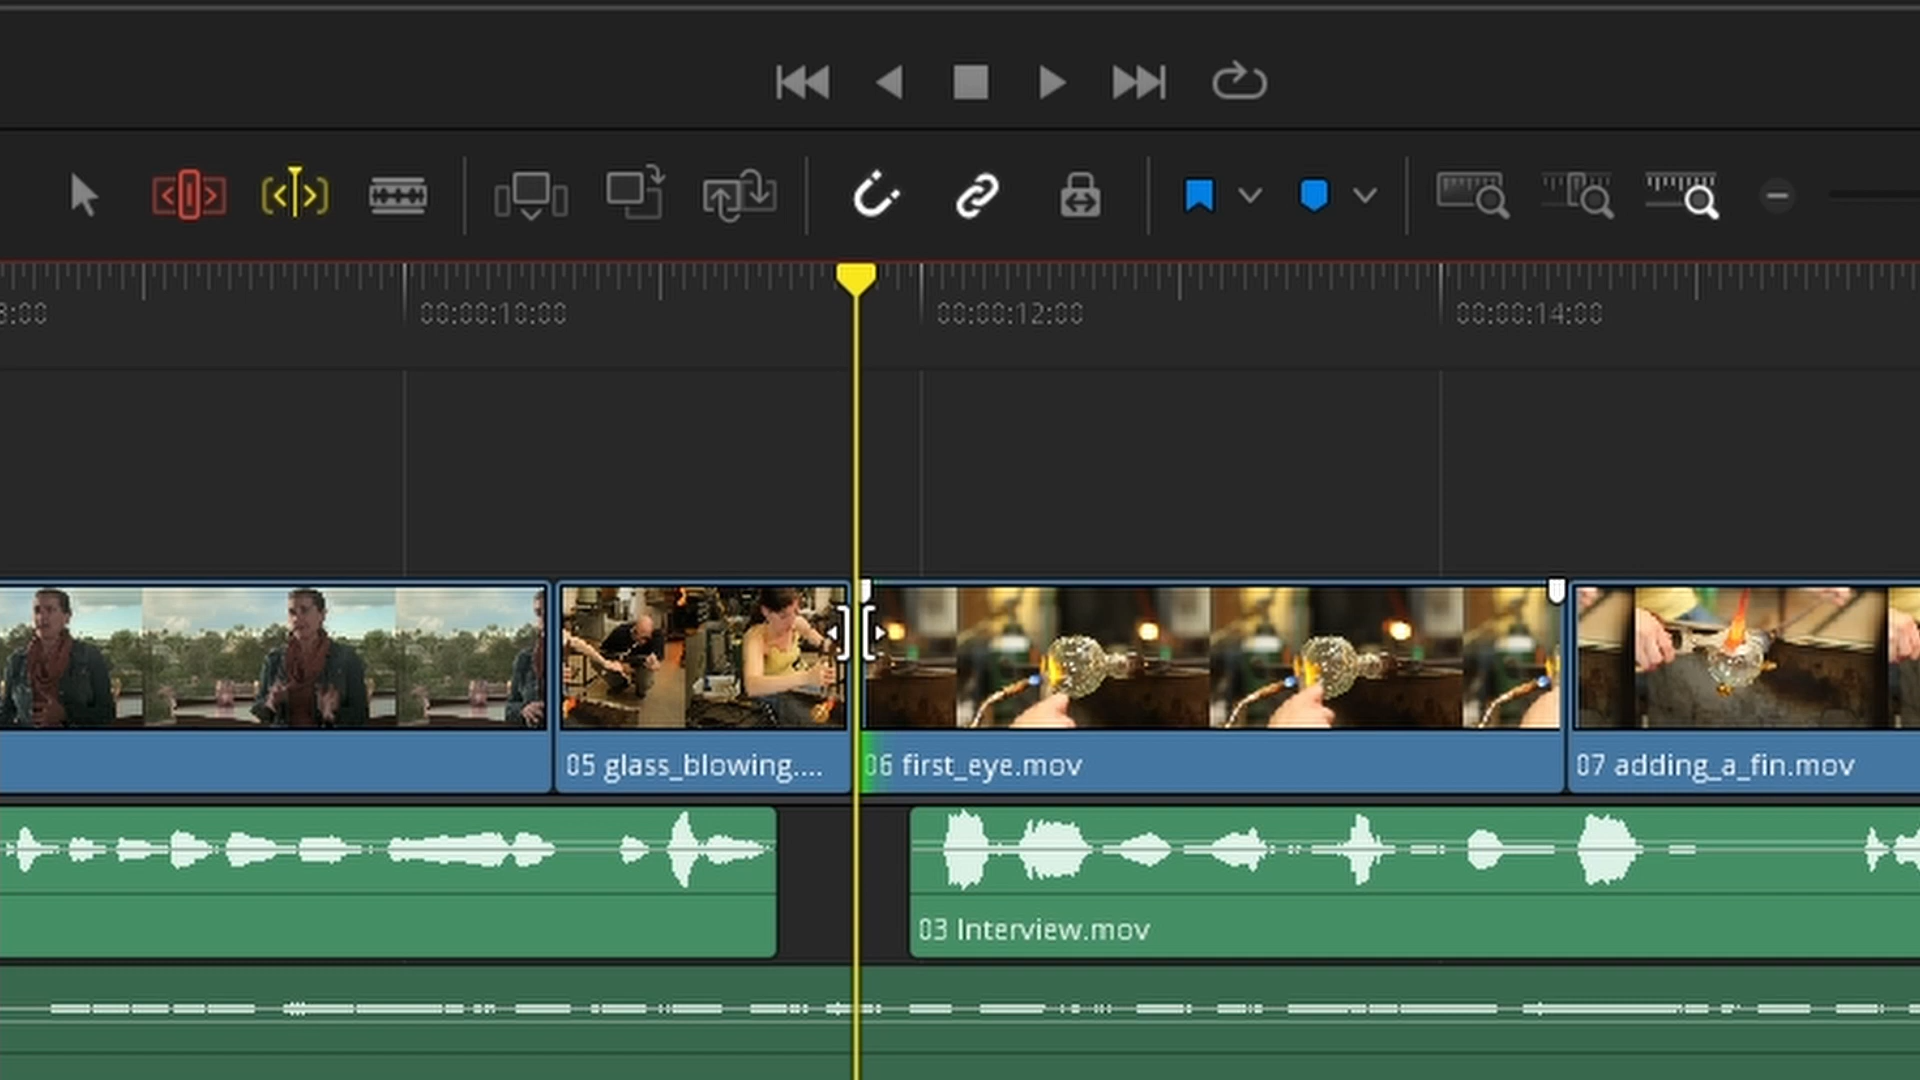 8:00
00:00:10:00
00:00:12:00
00:00:14:00
05 glass_blowing....
06 first_eye.mov
07 adding_a_fin.mov
03 Interview.mov